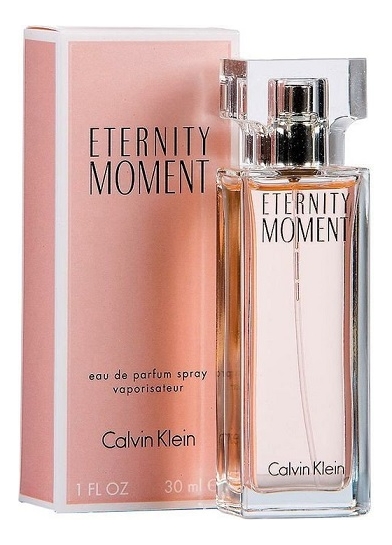 ETERNITY
MOMENT
eau de parfum spray
vaporisateur
Calvin Klein
1 FL OZ 30 ml e
ETERNITY
MOMENT
Calvin Klein